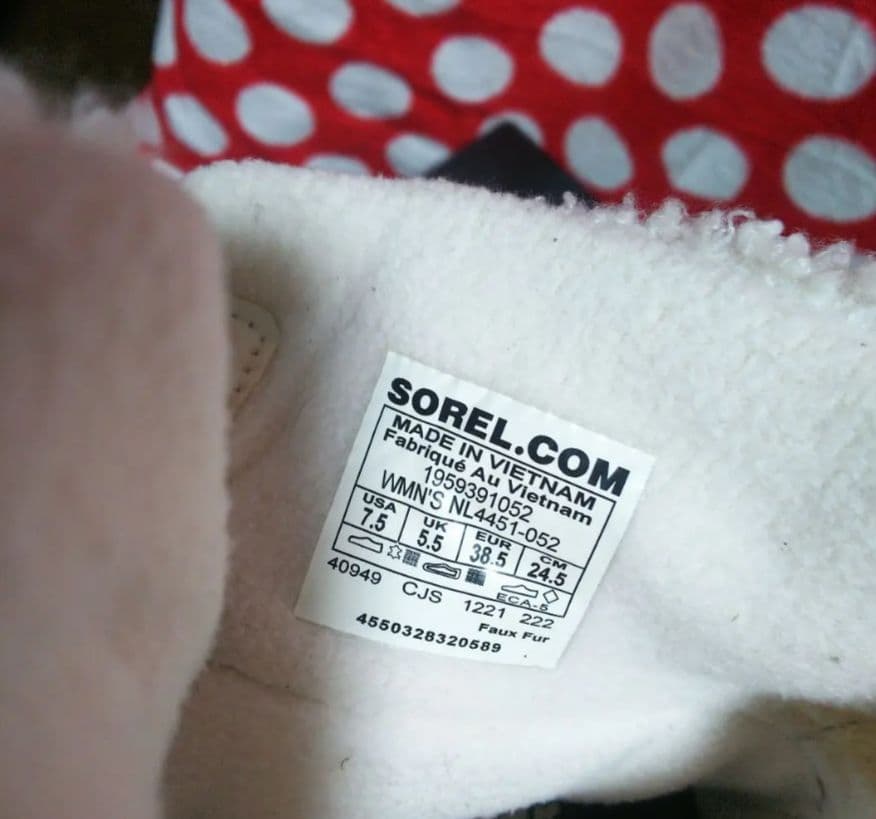 SOREL.COM
MADE IN VIETNAM
Fabriqué Au Vietnam
1959391052
WMN'S NL4451-052
USA UK EUR CM
7.5 5.5 38.5 24.5
ECA-5
40949 CJS 1221 222
Faux Fur
4550328320589